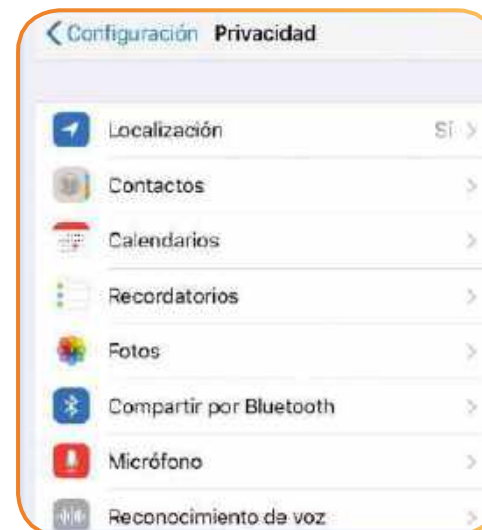 Configuración Privacidad
Localización Sí
Contactos
Calendarios
Recordatorios
Fotos
Compartir por Bluetooth
Micrófono
Reconocimiento de voz